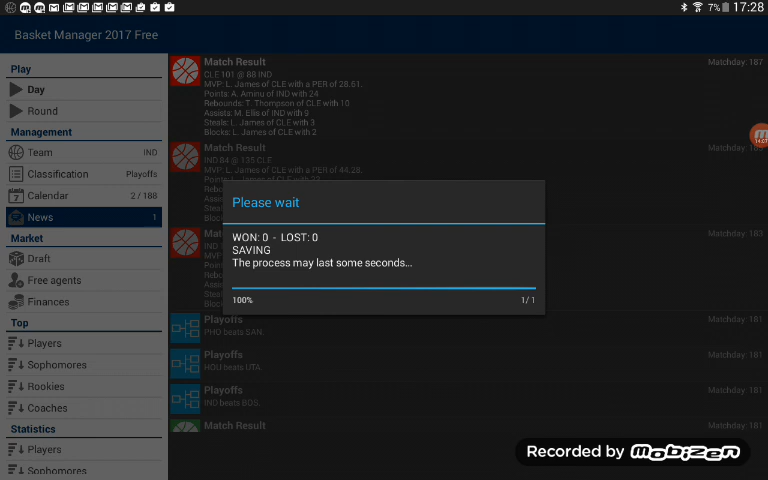 7% 17:28
Basket Manager 2017 Free
Play
Day
Round
Management
Team IND
Classification Playoffs
Calendar 2 / 188
News 1
Market
Draft
Free agents
Finances
Top
Players
Sophomores
Rookies
Coaches
Statistics
Players
Sophomores
Match Result Matchday: 187
CLE 101 @ 88 IND
MVP: L. James of CLE with a PER of 28.51.
Points: A. Aminu of IND with 24
Rebounds: T. Thompson of CLE with 10
Assists: M. Ellis of IND with 9
Steals: L. James of CLE with 3
Blocks: L. James of CLE with 2
14:07
Match Result
IND 84 @ 135 CLE
MVP: L. James of CLE with a PER of 44.28.
Matchday: 183
Please wait
WON: 0 - LOST: 0
SAVING
The process may last some seconds...
100% 1/ 1
Playoffs Matchday: 181
PHO beats SAN.
Playoffs Matchday: 181
HOU beats UTA.
Playoffs Matchday: 181
IND beats BOS.
Match Result Matchday: 181
Recorded by mobizen